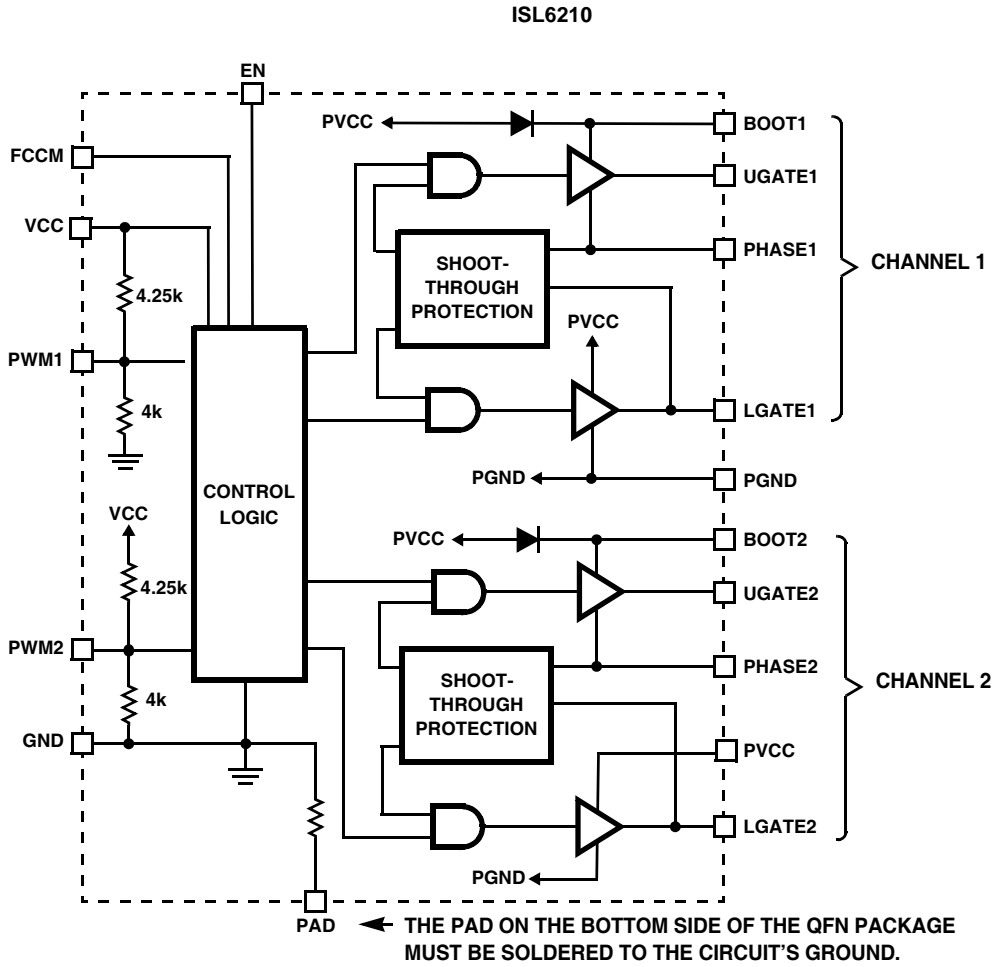 ISL6210
EN
PVCC
BOOT1
FCCM
UGATE1
VCC
PHASE1
SHOOT-
THROUGH
PROTECTION
CHANNEL 1
4.25k
PVCC
PWM1
4k
LGATE1
PGND
PGND
CONTROL
LOGIC
VCC
PVCC
BOOT2
4.25k
UGATE2
PWM2
PHASE2
SHOOT-
THROUGH
PROTECTION
CHANNEL 2
4k
GND
PVCC
LGATE2
PGND
PAD
THE PAD ON THE BOTTOM SIDE OF THE QFN PACKAGE
MUST BE SOLDERED TO THE CIRCUIT'S GROUND.